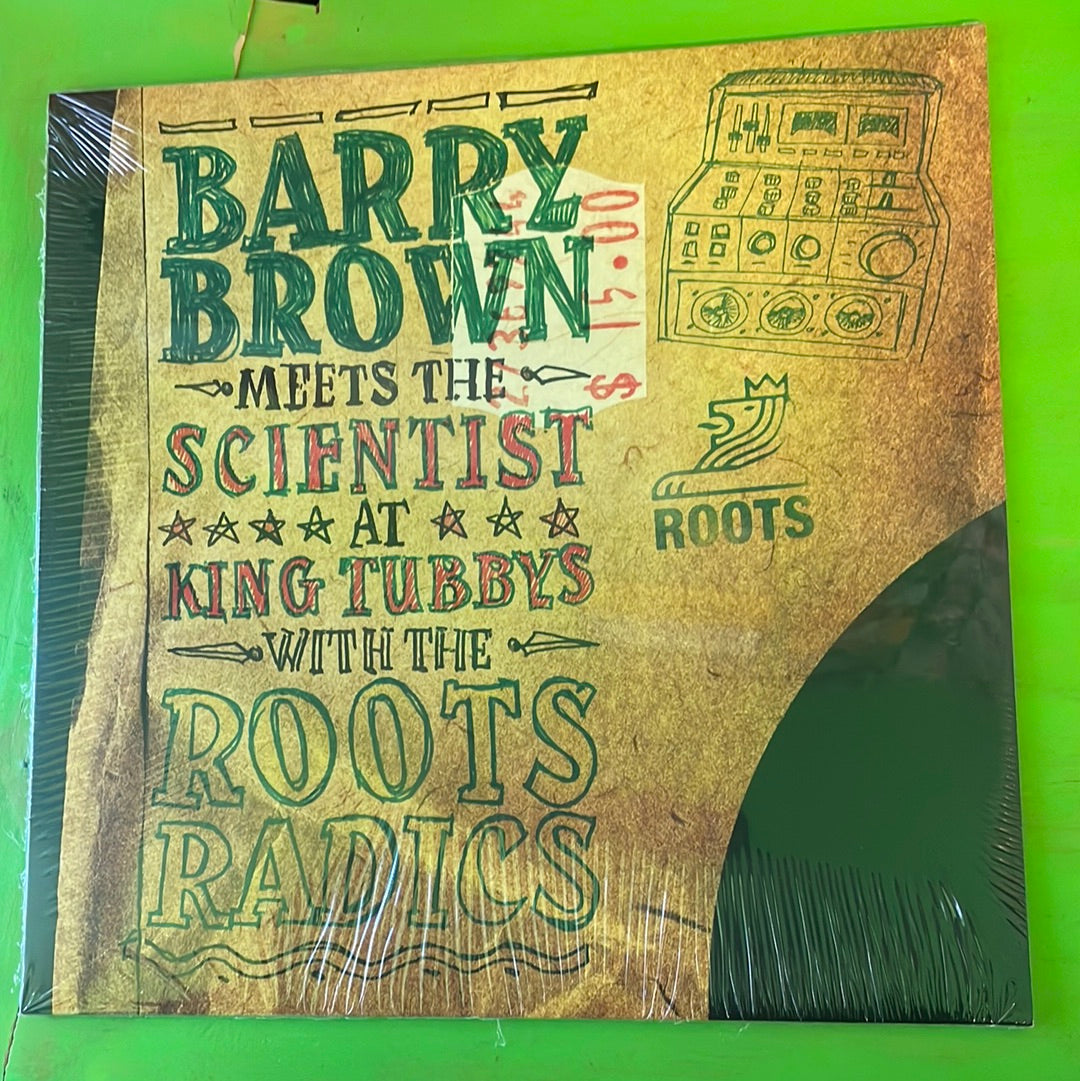 BARRY
BROWN
MEETS THE
SCIENTIST
AT
KING TUBBYS
WITH THE
ROOTS
RADICS
$15.00
ROOTS